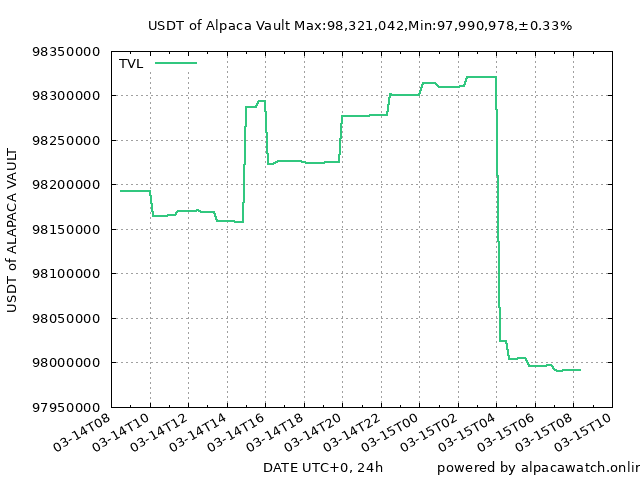 USDT of Alpaca Vault Max:98,321,042,Min:97,990,978,±0.33%
TVL
98350000
98300000
98250000
98200000
98150000
98100000
98050000
98000000
97950000
USDT of ALAPACA VAULT
03-14T08
03-14T10
03-14T12
03-14T14
03-14T16
03-14T18
03-14T20
03-14T22
03-15T00
03-15T02
03-15T04
03-15T06
03-15T08
03-15T10
DATE UTC+0, 24h
powered by alpacawatch.onlin